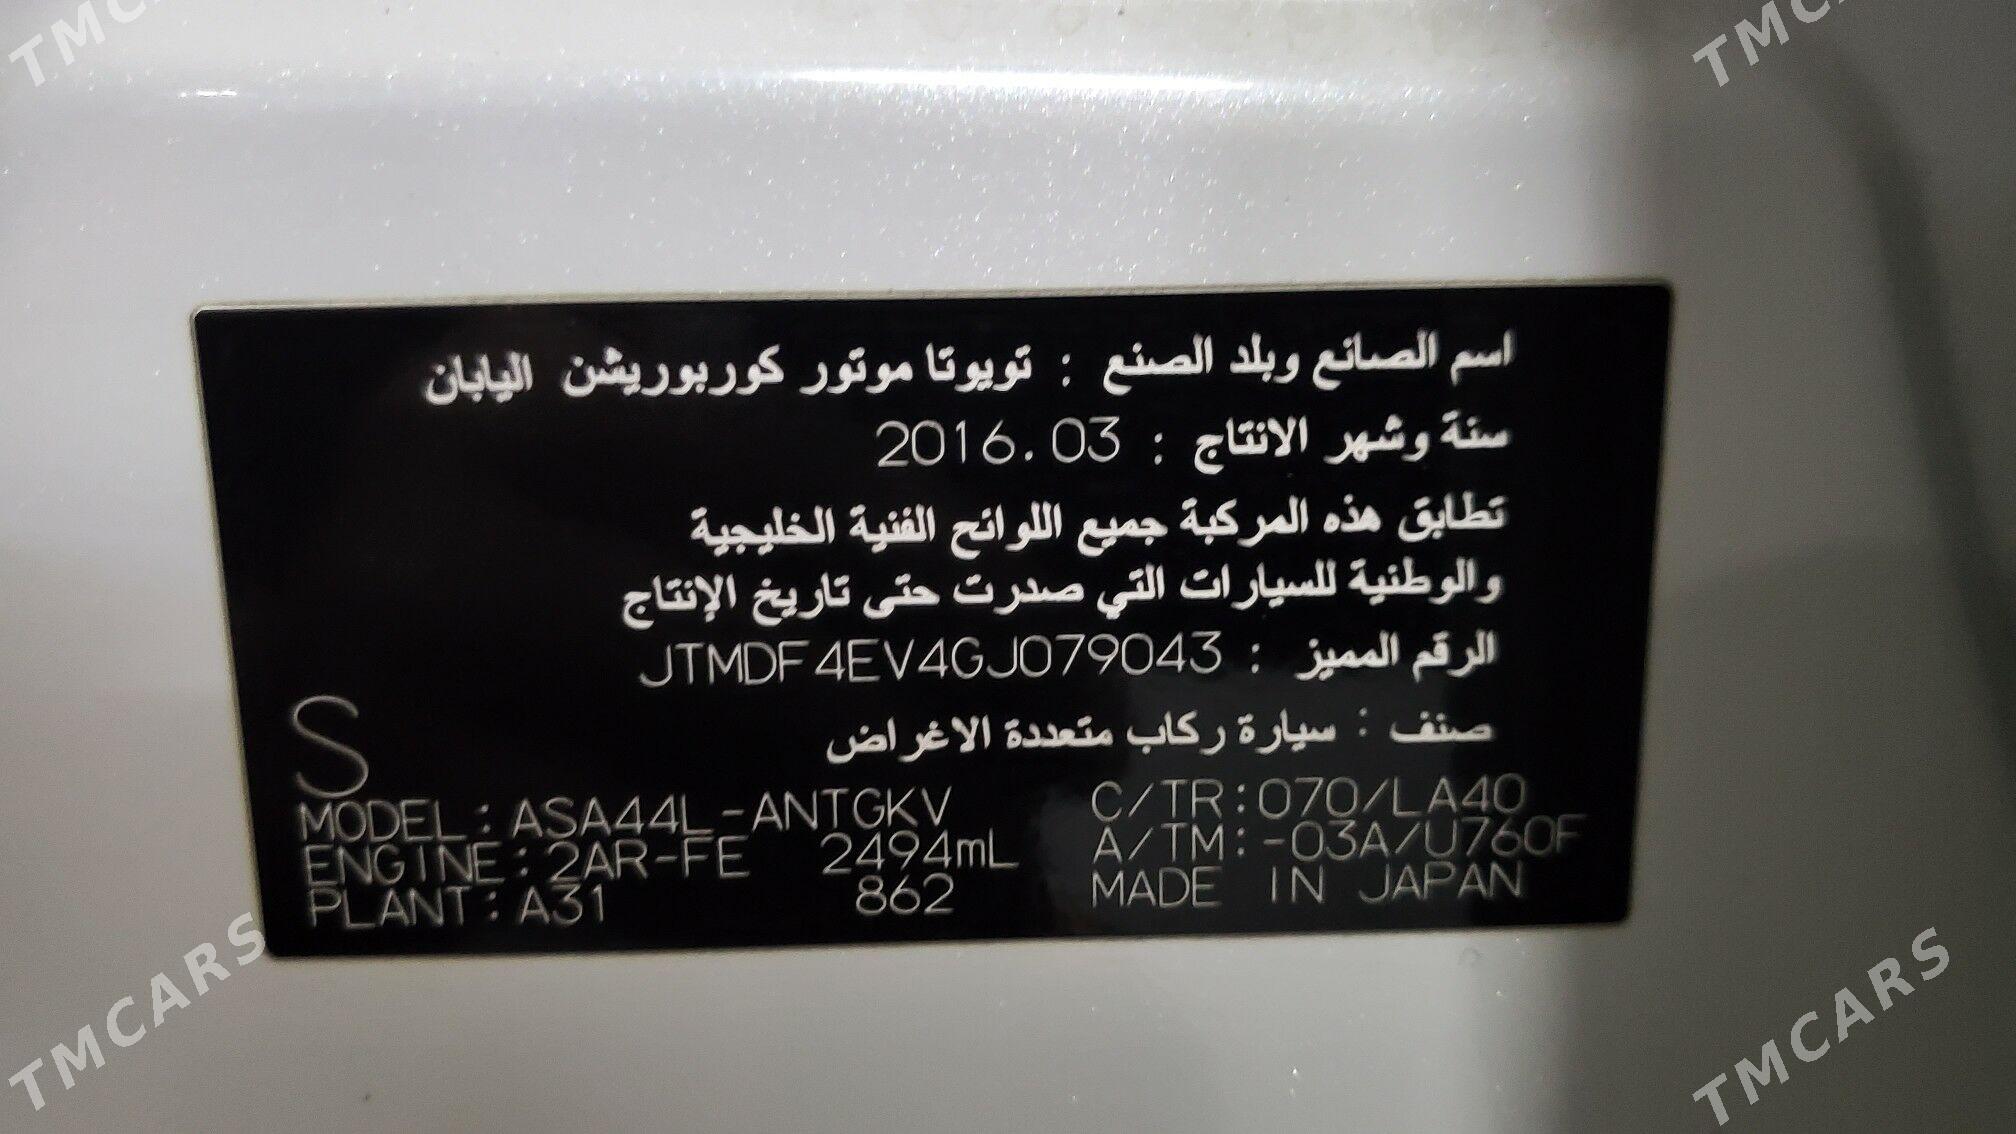 TMCARS
اسم الصانع وبلد الصنع : تويوتا موتور كوربوريشن اليابان
سنة وشهر الانتاج : 2016.03
تطابق هذه المركبة جميع اللوائح الفنية الخليجية
والوطنية للسيارات التي صدرت حتى تاريخ الإنتاج
الرقم المميز : JTMDF4EV4GJ079043
صنف : سيارة ركاب متعددة الاغراض
S
MODEL: ASA44L-ANTGKV C/TR:070/LA40
ENGINE: 2AR-FE 2494mL A/TM:-03A/U760F
PLANT: A31 862 MADE IN JAPAN
TMCARS
TMCARS